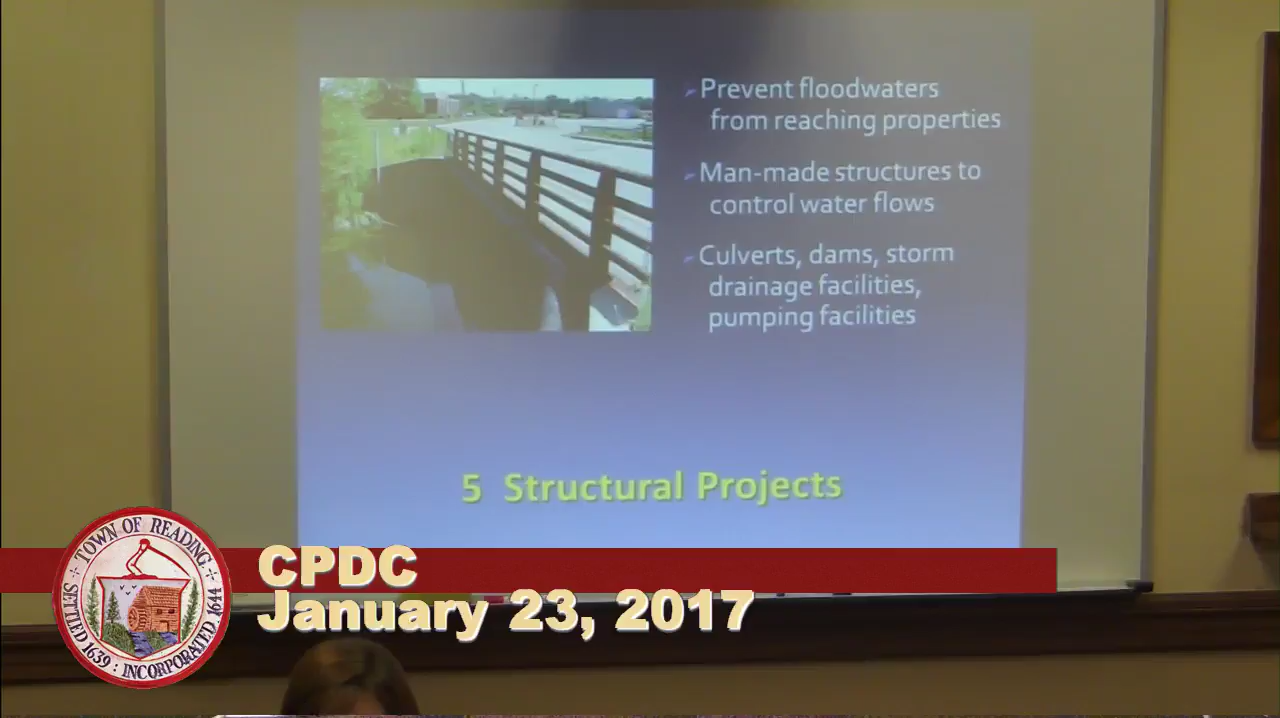 Prevent floodwaters
from reaching properties
Man-made structures to
control water flows
Culverts, dams, storm
drainage facilities,
pumping facilities
5 Structural Projects
CPDC
January 23, 2017
TOWN OF READING
SETTLED 1639 : INCORPORATED 1644